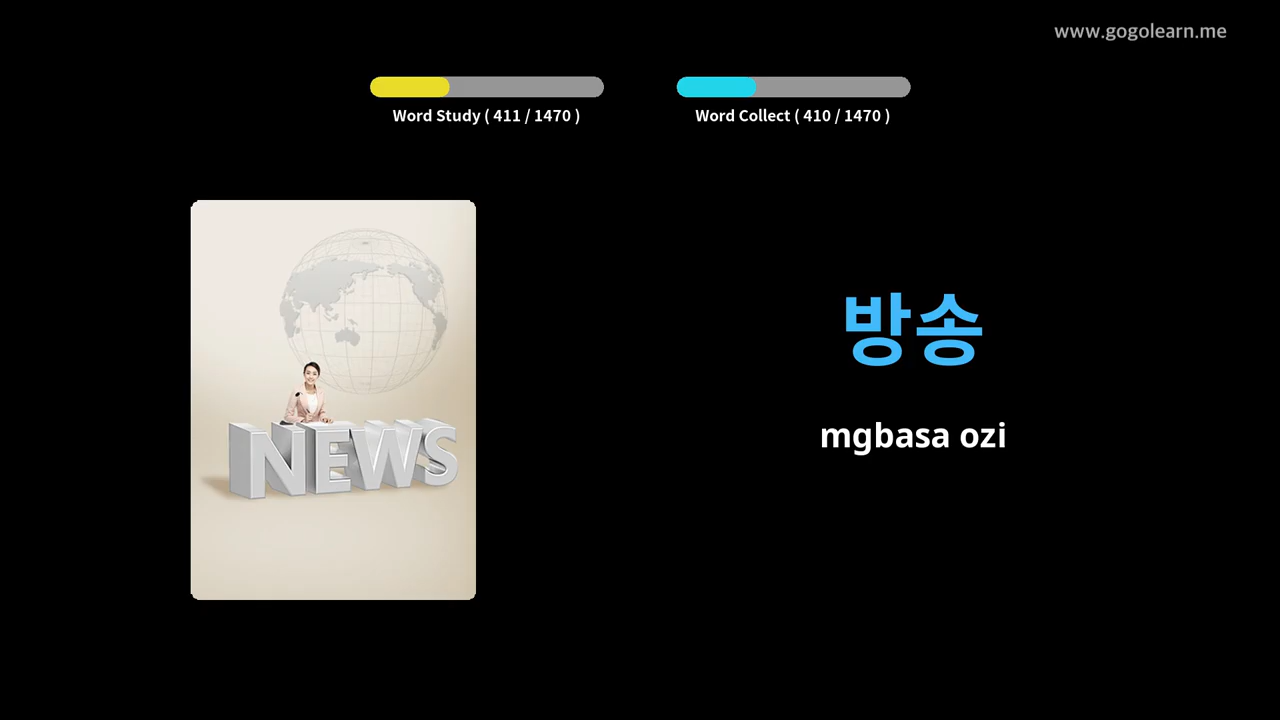 www.gogolearn.me
Word Study ( 411 / 1470 )
Word Collect ( 410 / 1470 )
NEWS
방송
mgbasa ozi